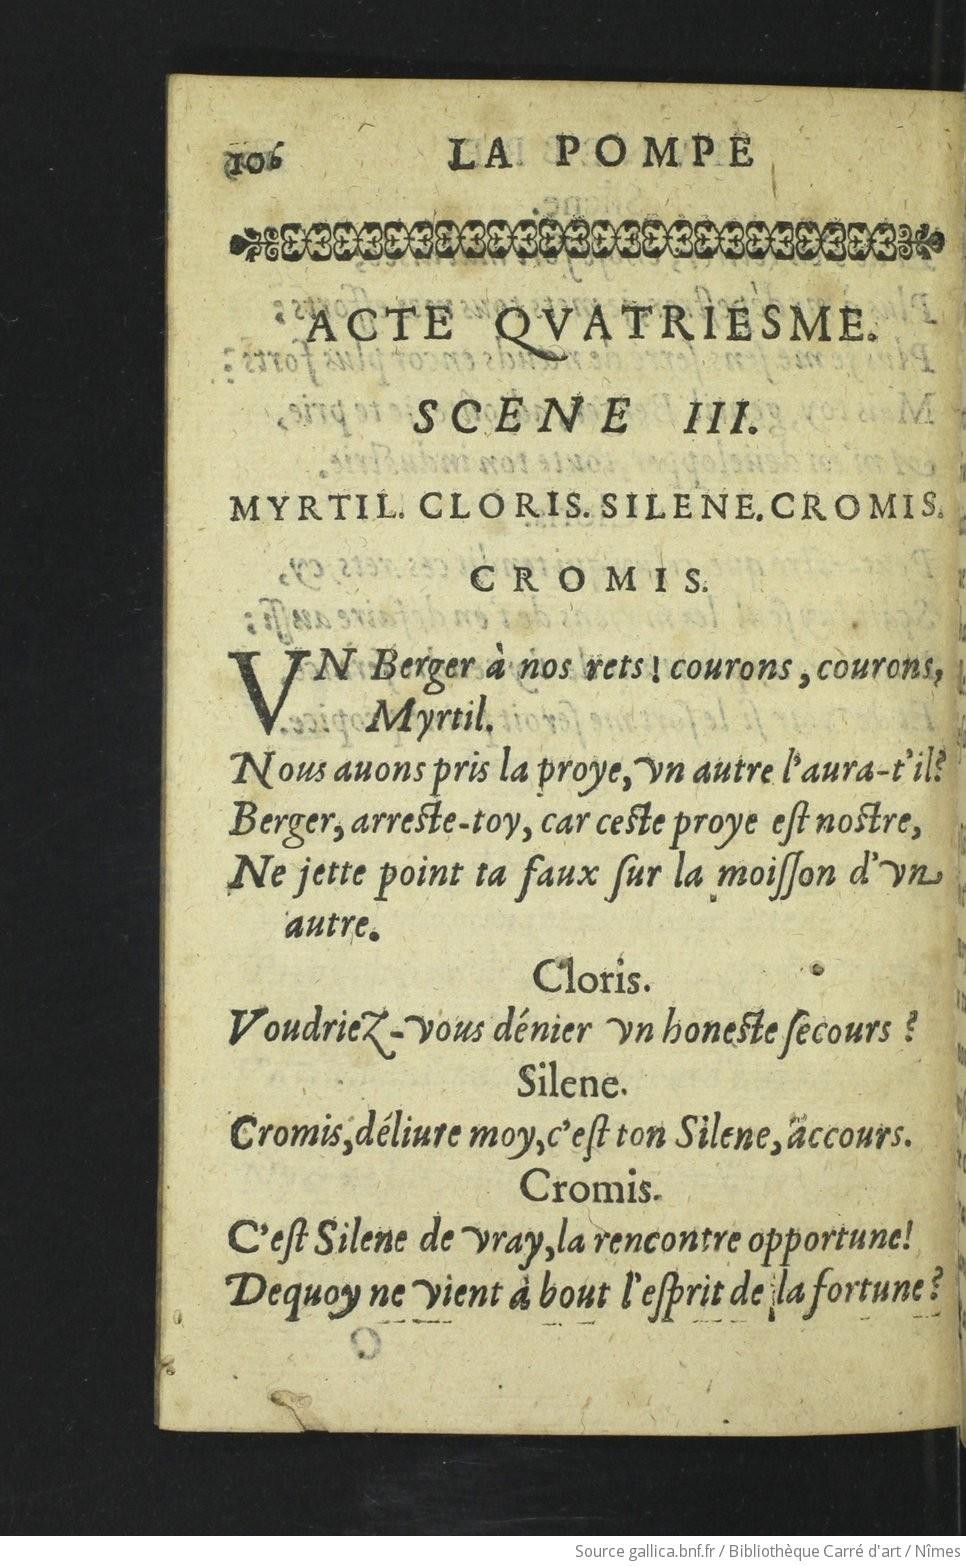 106 LA POMPE
ACTE QVATRIESME.
SCENE III.
MYRTIL. CLORIS. SILENE. CROMIS.
CROMIS.
VN Berger à nos rets! courons, courons,
Myrtil.
Nous auons pris la proye, vn autre l'aura-t'il?
Berger, arreste-toy, car ceste proye eſt nostre,
Ne jette point ta faux ſur la moiſſon d'vn
autre.
Cloris.
Voudriez-vous dénier vn honeste ſecours ?
Silene.
Cromis, déliure moy, c'eſt ton Silene, accours.
Cromis.
C'eſt Silene de vray, la rencontre opportune!
Dequoy ne vient à bout l'eſprit de la fortune?
Source gallica.bnf.fr / Bibliothèque Carré d'art / Nîmes